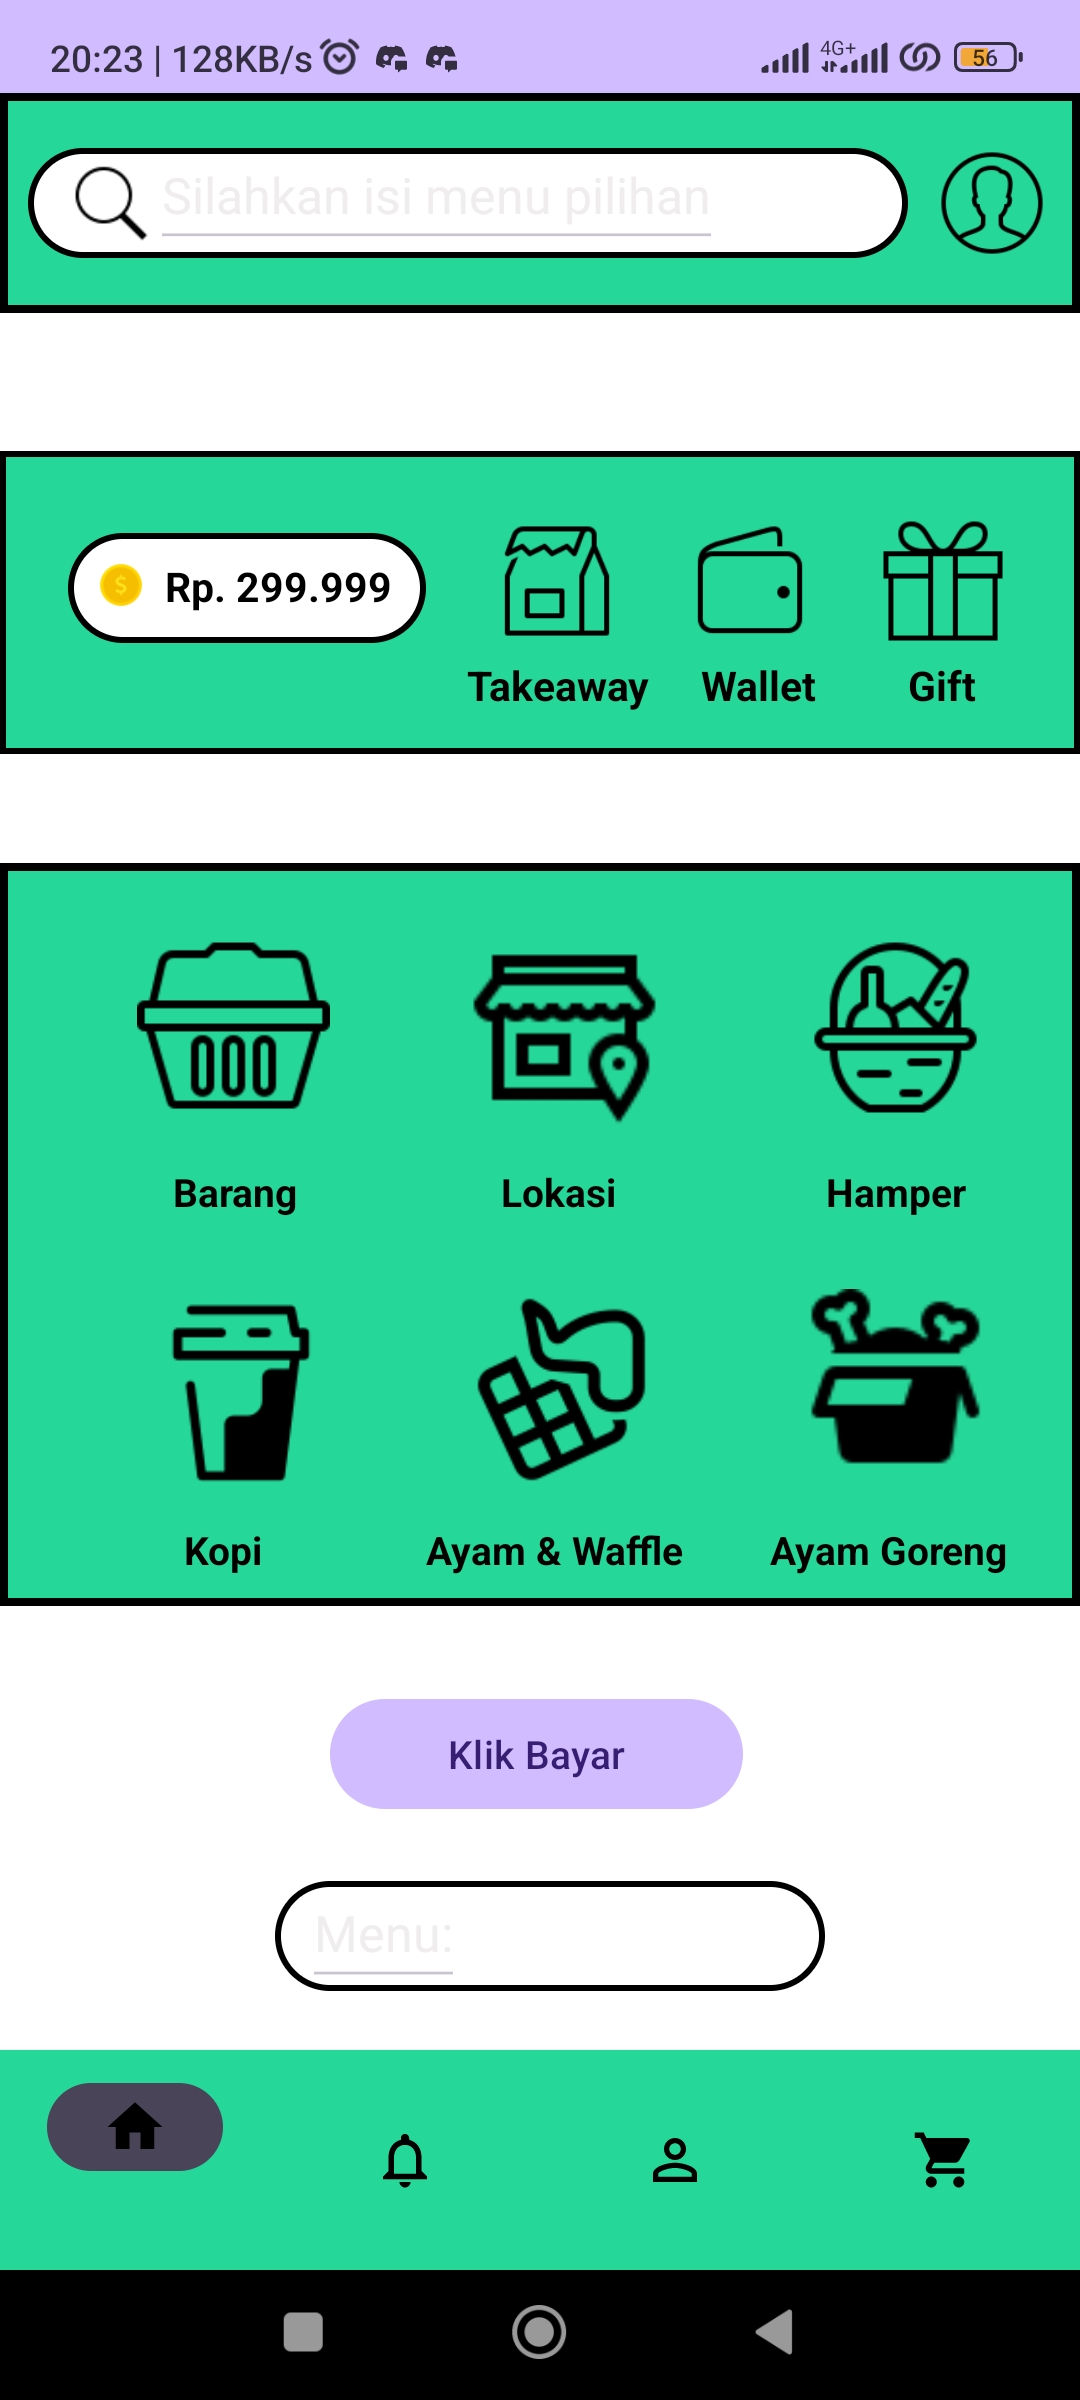 20:23 | 128KB/s 4G+ 56
Silahkan isi menu pilihan
$ Rp. 299.999
Takeaway Wallet Gift
Barang Lokasi Hamper
Kopi Ayam & Waffle Ayam Goreng
Klik Bayar
Menu: